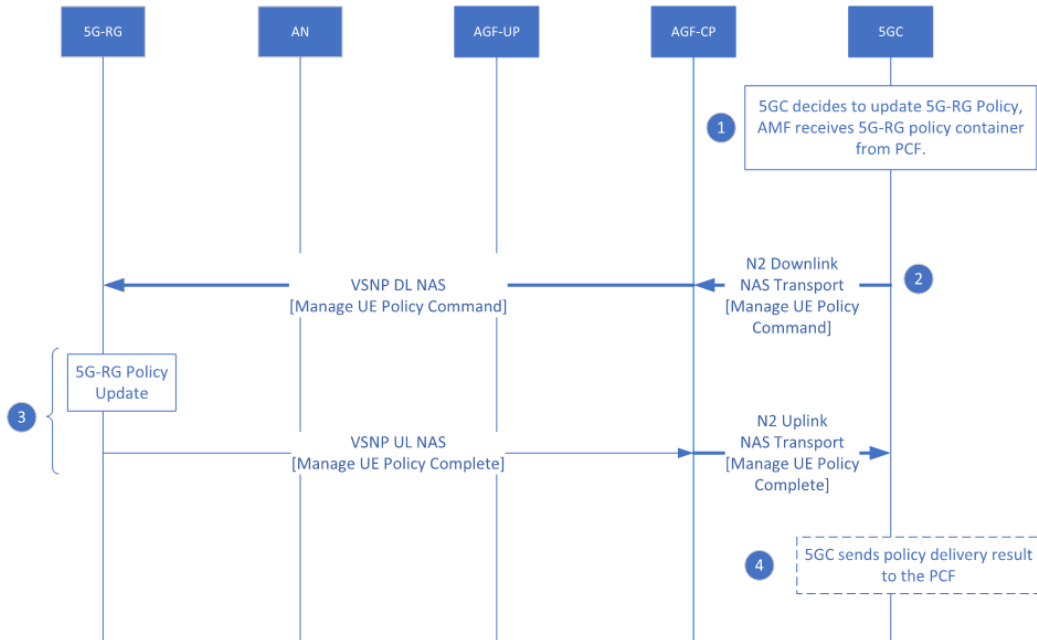 5G-RG
AN
AGF-UP
AGF-CP
5GC
1
5GC decides to update 5G-RG Policy,
AMF receives 5G-RG policy container
from PCF.
VSNP DL NAS
[Manage UE Policy Command]
N2 Downlink
NAS Transport
[Manage UE Policy
Command]
2
3
5G-RG Policy
Update
VSNP UL NAS
[Manage UE Policy Complete]
N2 Uplink
NAS Transport
[Manage UE Policy
Complete]
4
5GC sends policy delivery result
to the PCF